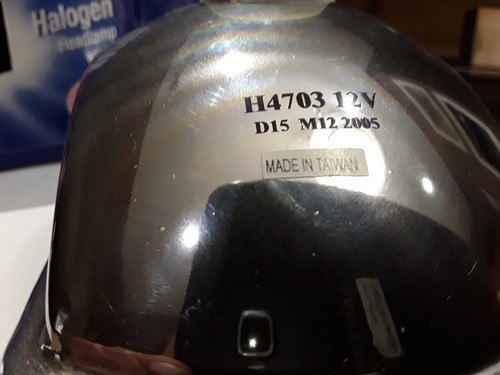 Halogen
Headlamp
H4703 12V
D15 M12 2005
MADE IN TAIWAN